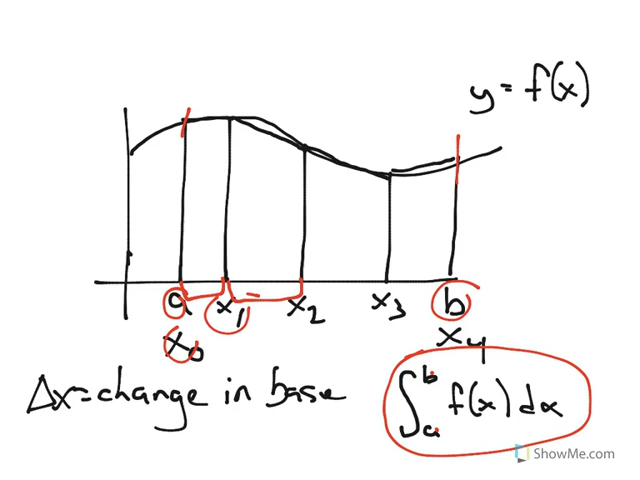 y = f(x)
a x₁ x₂ x₃ b
x₀ x₄
Δx = change in base
∫ₐᵇ f(x) dx
ShowMe.com